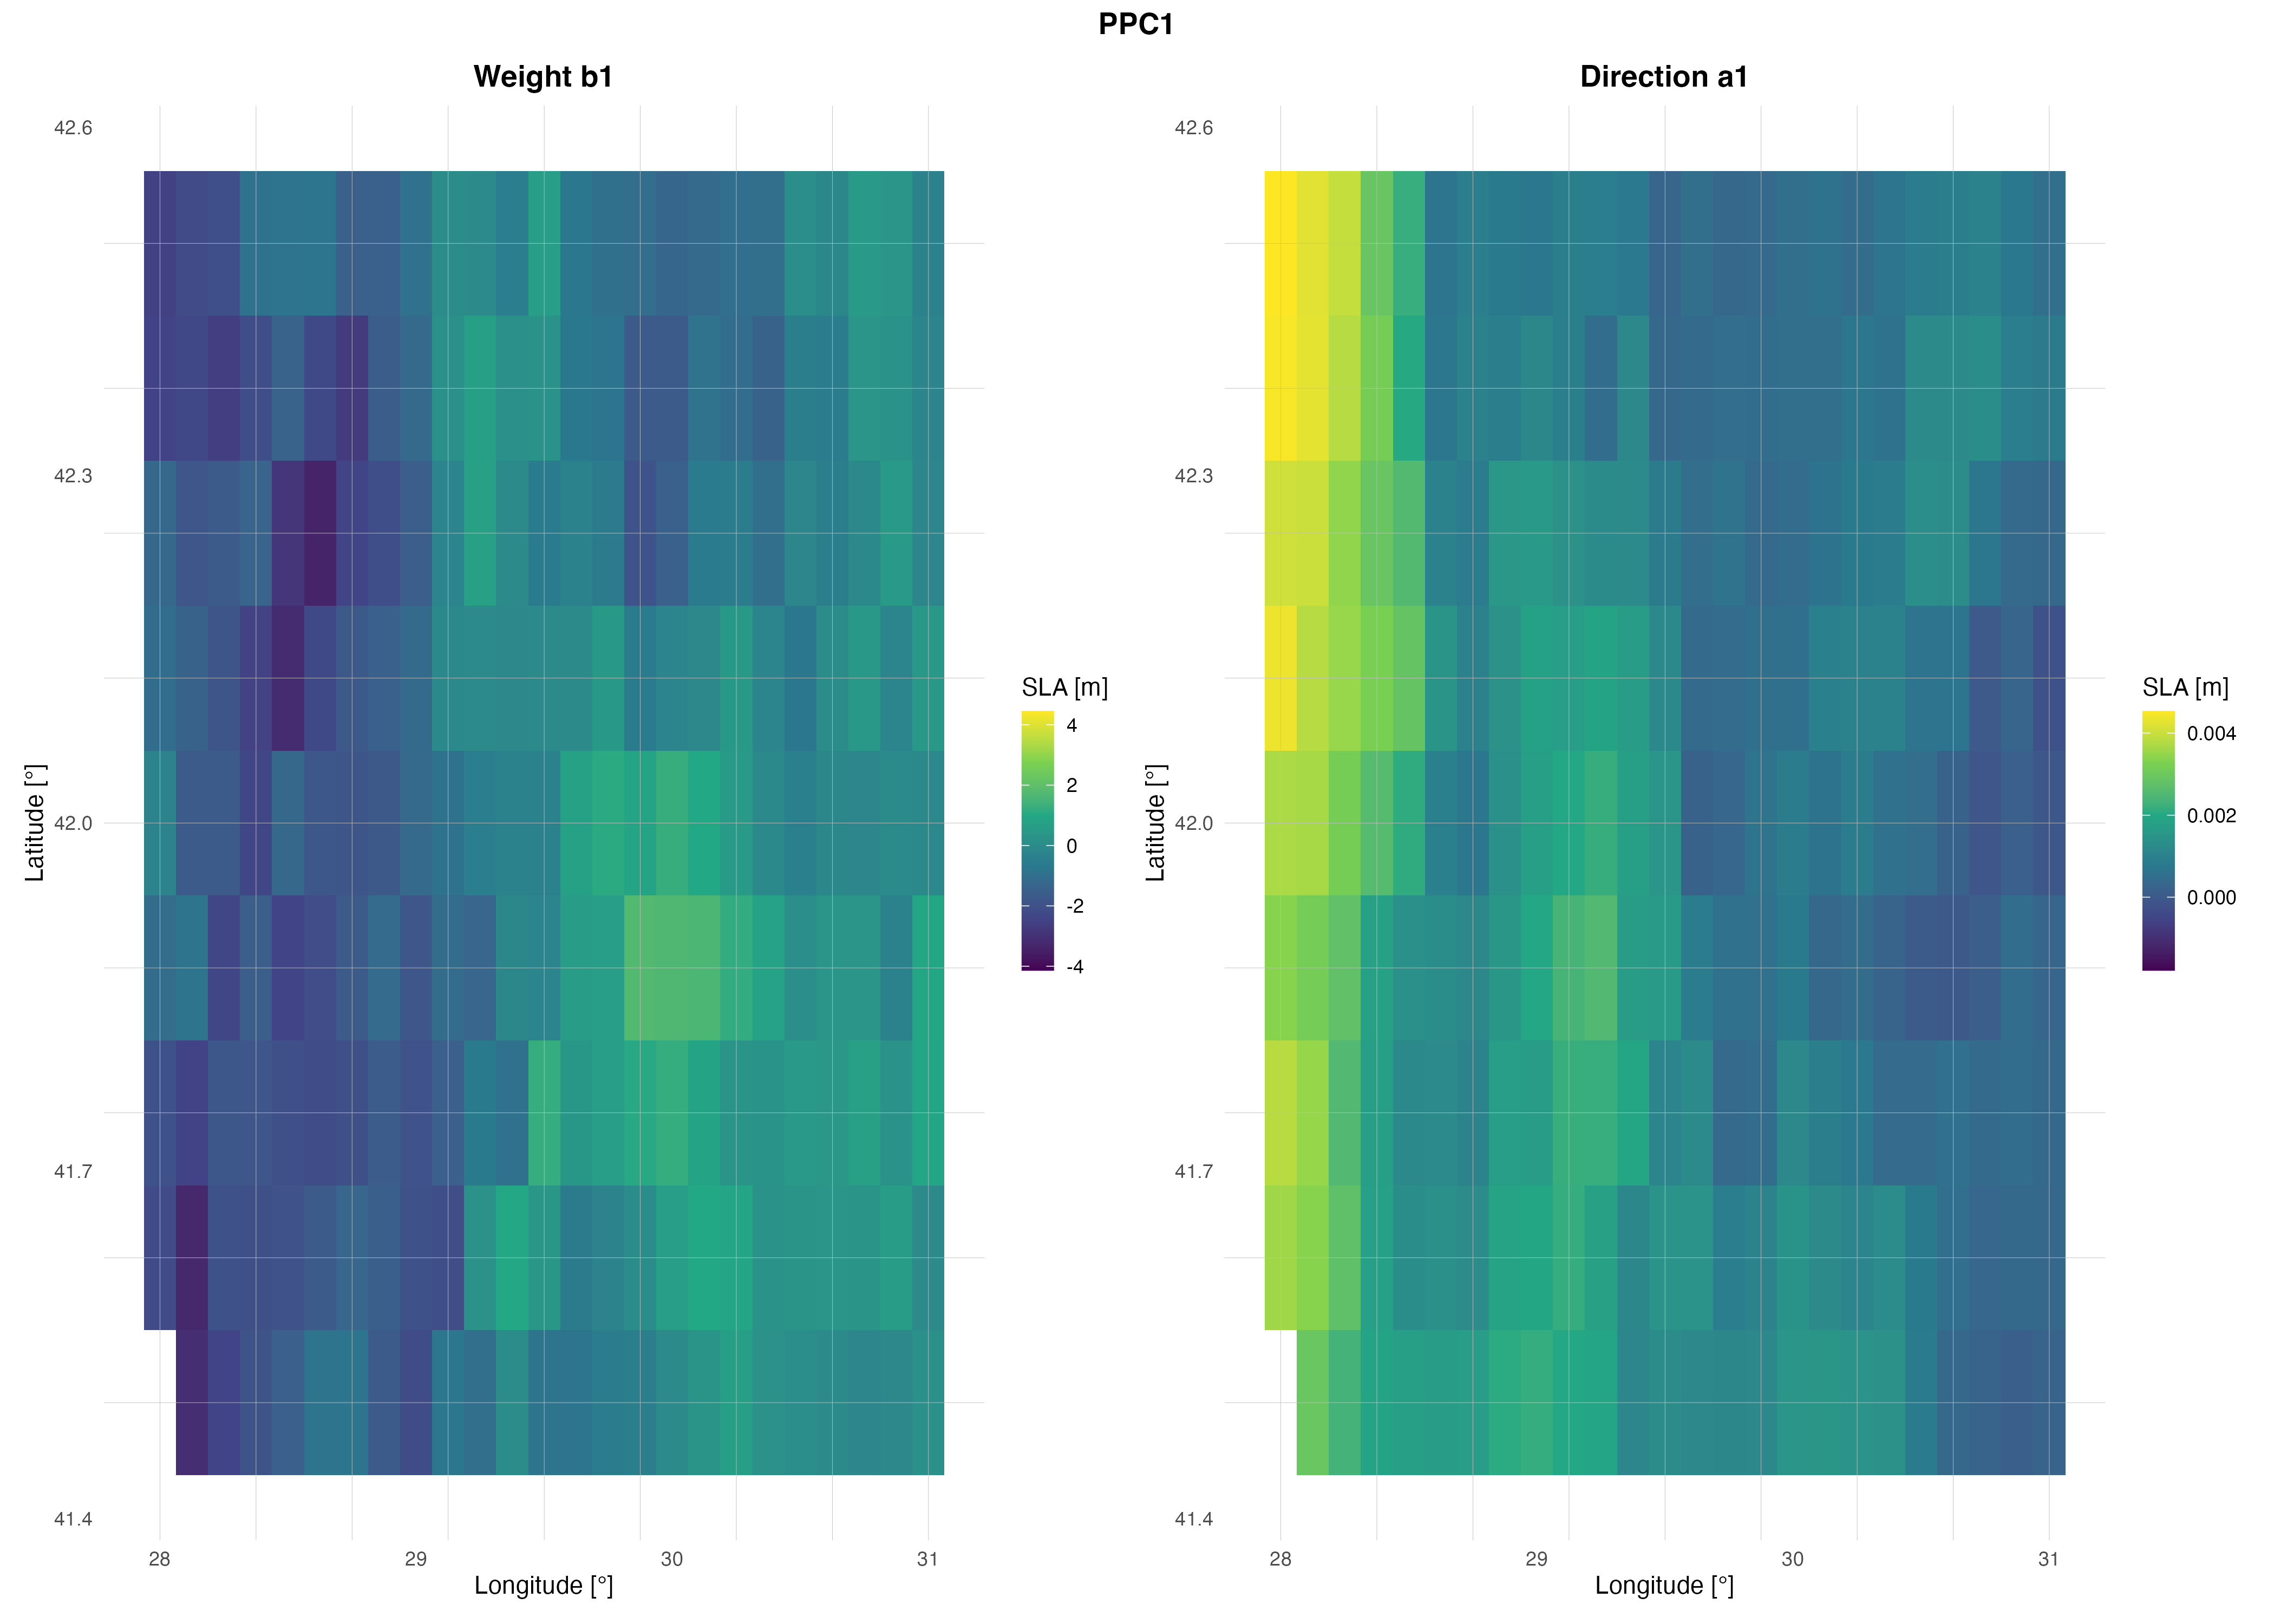 PPC1
Weight b1
42.6
42.3
42.0
41.7
41.4
Latitude [°]
28 29 30 31
Longitude [°]
SLA [m]
4
2
0
-2
-4
Direction a1
42.6
42.3
42.0
41.7
41.4
Latitude [°]
28 29 30 31
Longitude [°]
SLA [m]
0.004
0.002
0.000